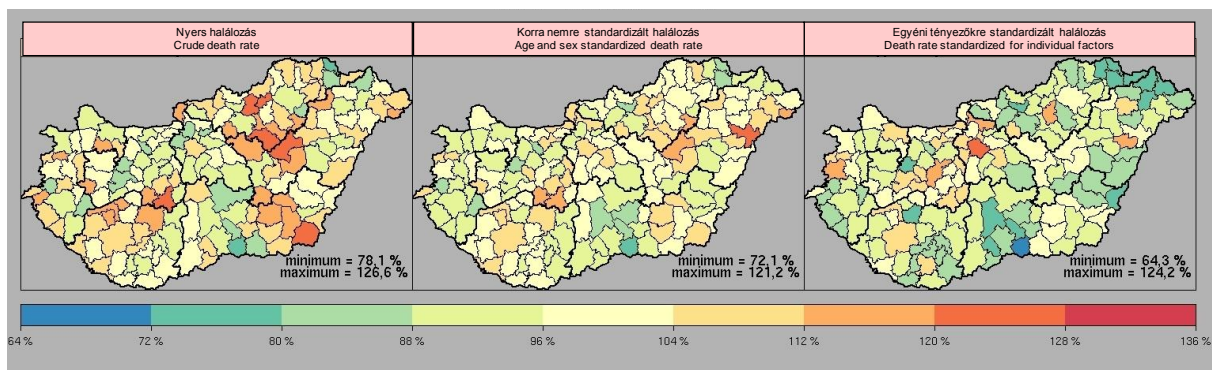 Nyers halálozás
Crude death rate
Korra nemre standardizált halálozás
Age and sex standardized death rate
Egyéni tényezőkre standardizált halálozás
Death rate standardized for individual factors
minimum = 78,1 %
maximum = 126,6 %
minimum = 72,1 %
maximum = 121,2 %
minimum = 64,3 %
maximum = 124,2 %
64 % 72 % 80 % 88 % 96 % 104 % 112 % 120 % 128 % 136 %